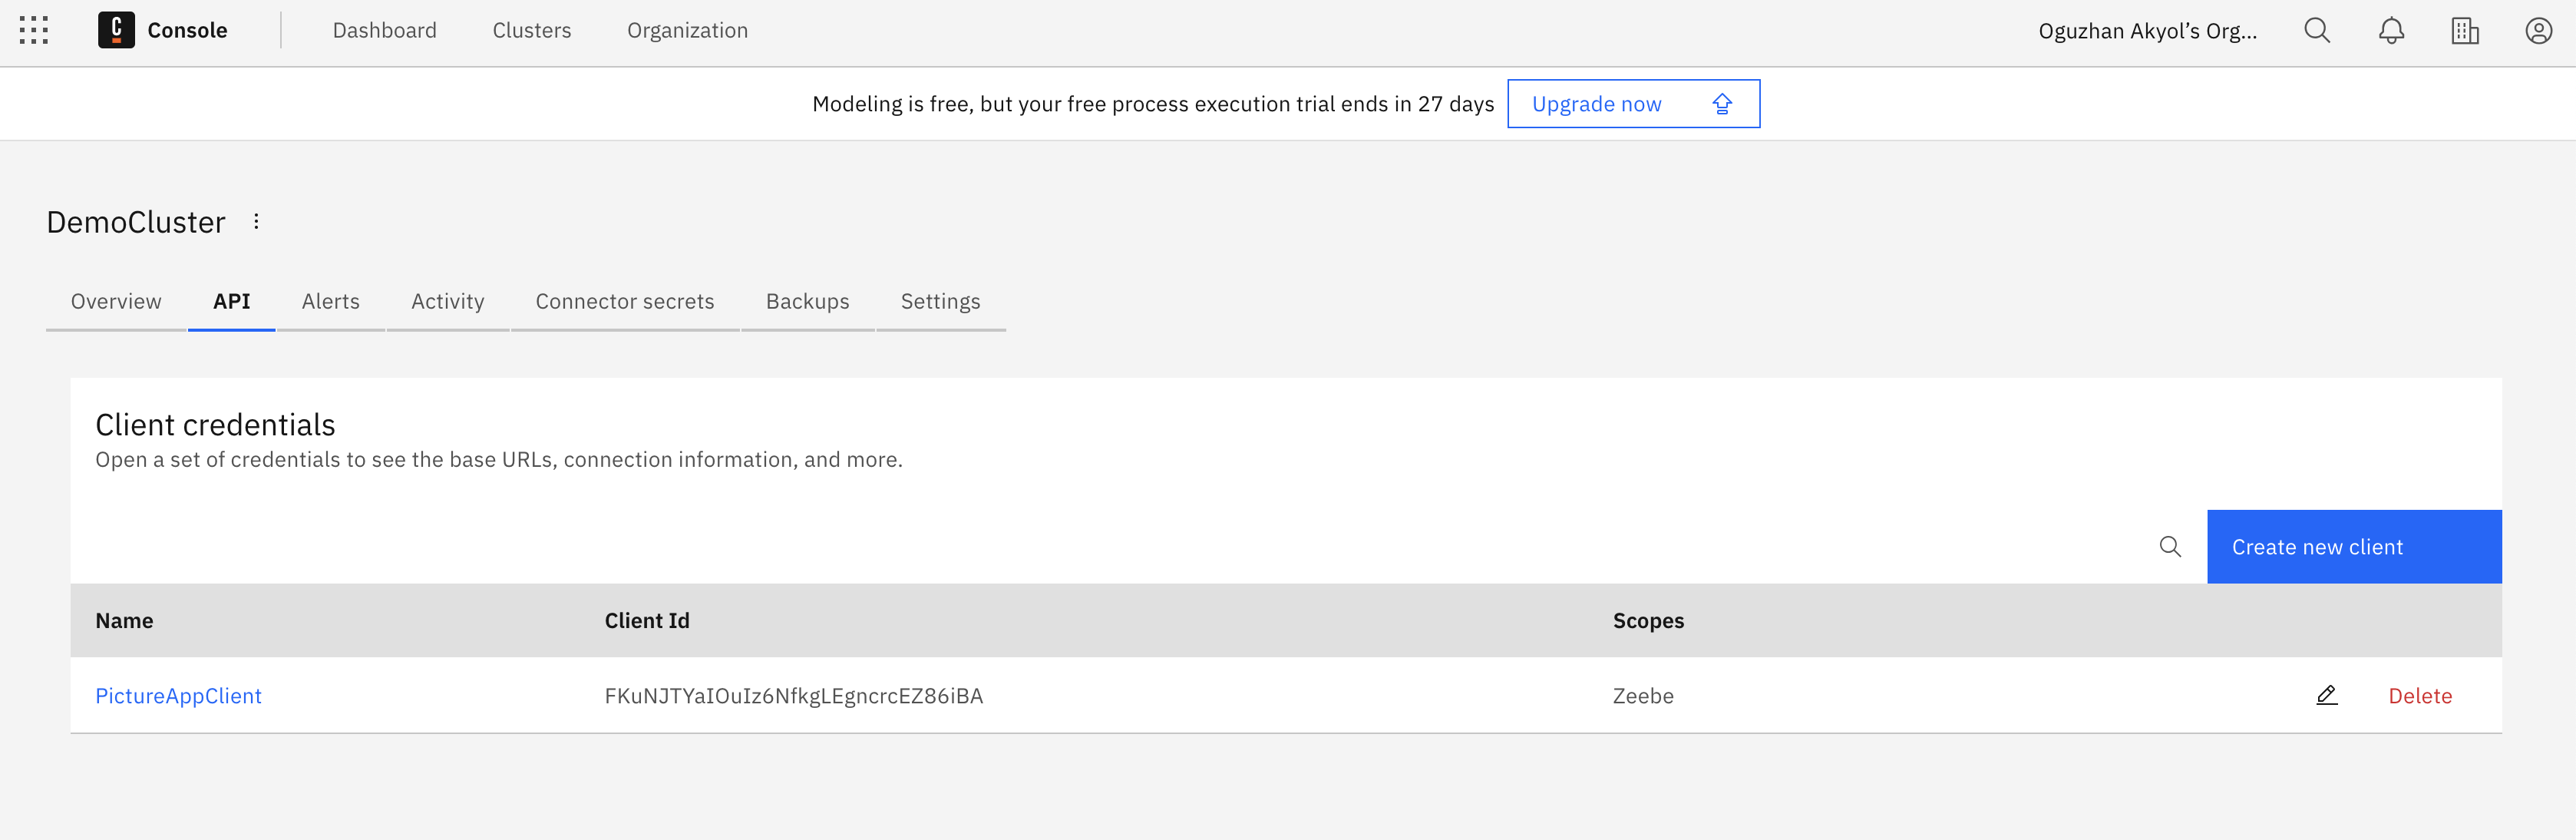 Console Dashboard Clusters Organization Oguzhan Akyol’s Org...
Modeling is free, but your free process execution trial ends in 27 days Upgrade now
DemoCluster
Overview API Alerts Activity Connector secrets Backups Settings
Client credentials
Open a set of credentials to see the base URLs, connection information, and more.
Create new client
Name Client Id Scopes
PictureAppClient FKuNJTYaIOuIz6NfkgLEgncrcEZ86iBA Zeebe Delete